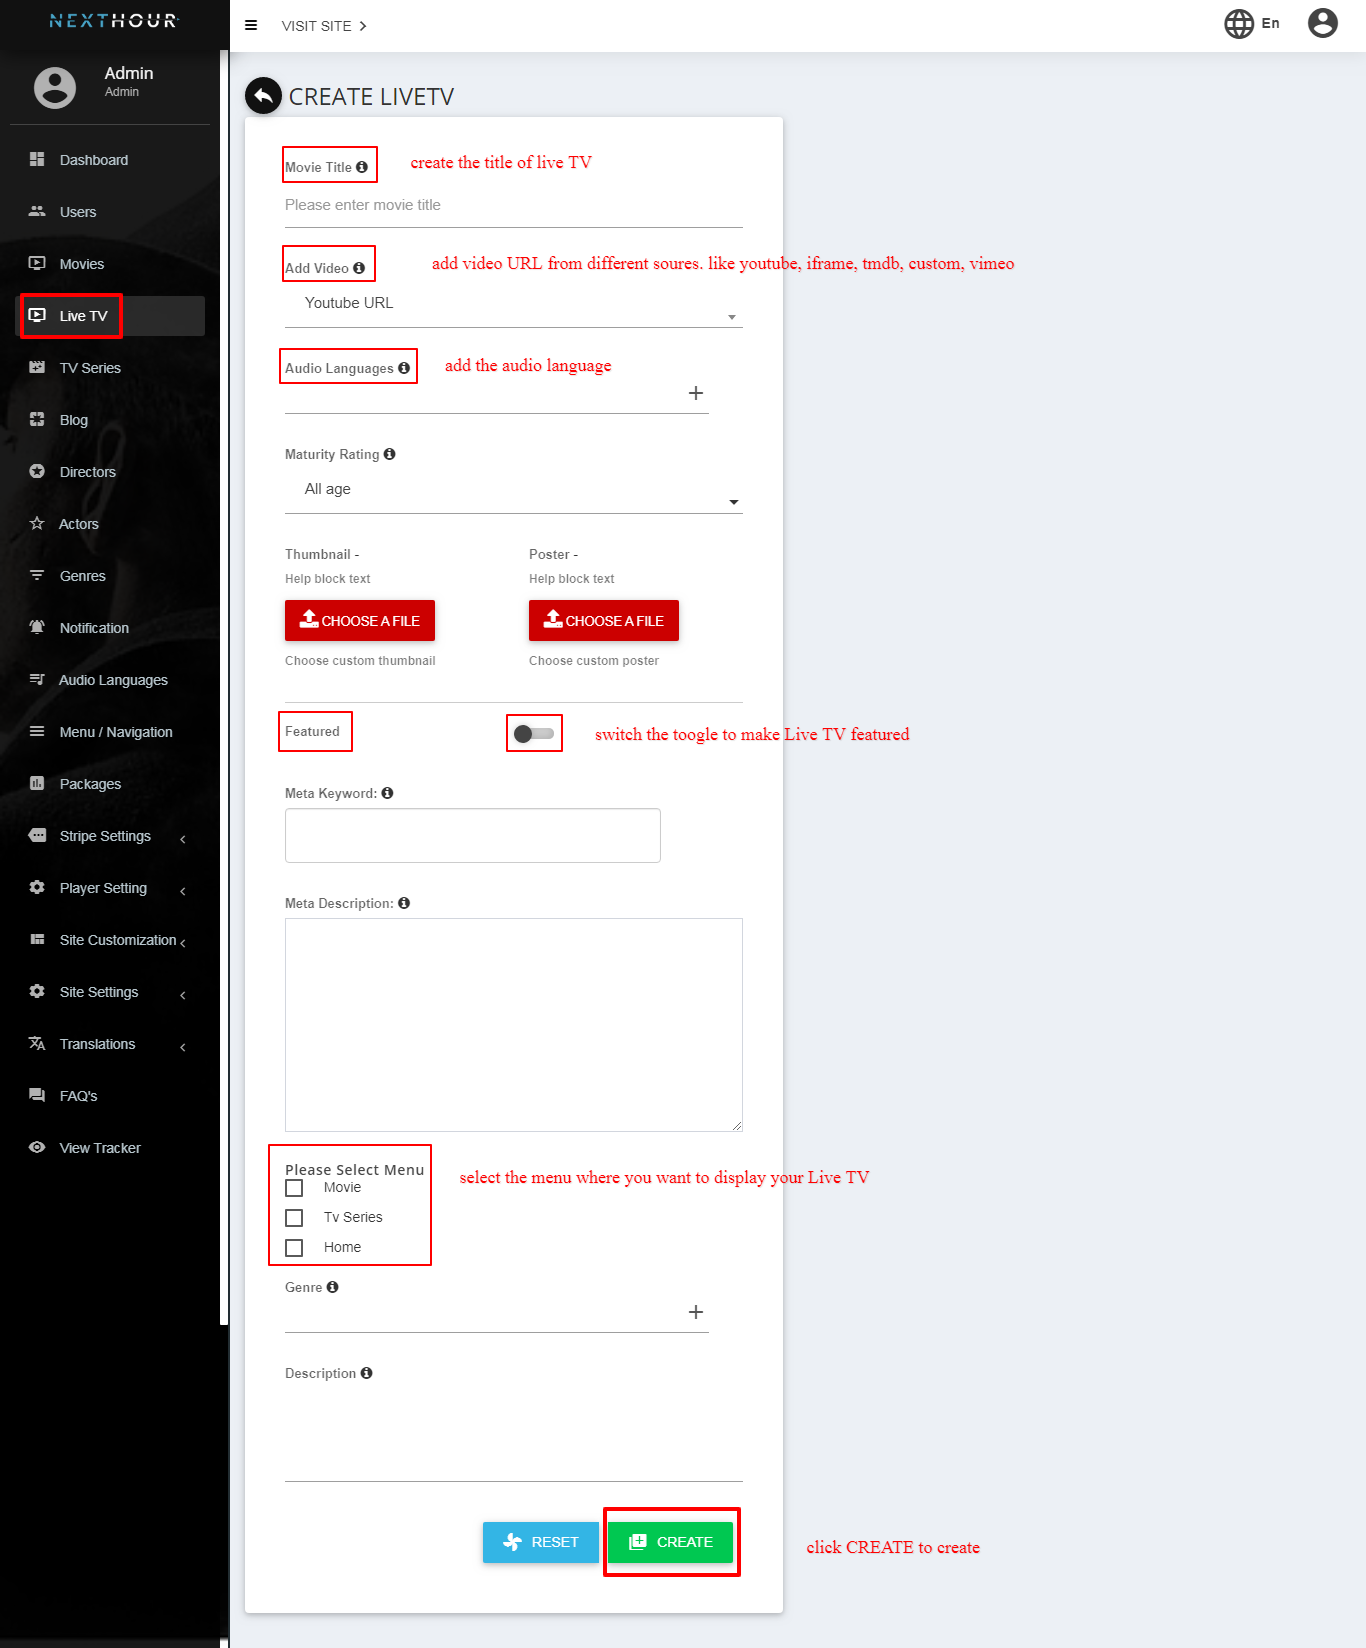 NEXTHOUR
VISIT SITE
En
Admin
Admin
Dashboard
Users
Movies
Live TV
TV Series
Blog
Directors
Actors
Genres
Notification
Audio Languages
Menu / Navigation
Packages
Stripe Settings
Player Setting
Site Customization
Site Settings
Translations
FAQ's
View Tracker
CREATE LIVETV
Movie Title
create the title of live TV
Please enter movie title
Add Video
add video URL from different soures. like youtube, iframe, tmdb, custom, vimeo
Youtube URL
Audio Languages
add the audio language
+
Maturity Rating
All age
Thumbnail -
Poster -
Help block text
Help block text
CHOOSE A FILE
CHOOSE A FILE
Choose custom thumbnail
Choose custom poster
Featured
switch the toogle to make Live TV featured
Meta Keyword:
Meta Description:
Please Select Menu
select the menu where you want to display your Live TV
Movie
Tv Series
Home
Genre
+
Description
RESET
CREATE
click CREATE to create